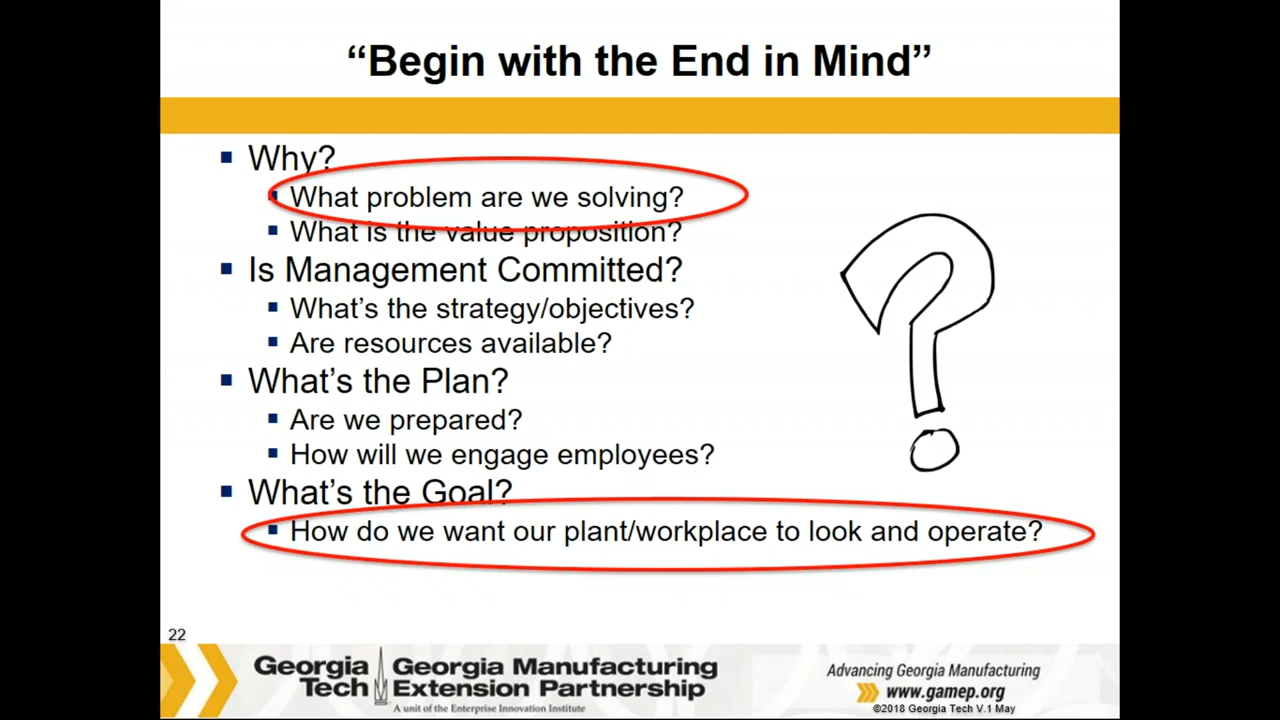 “Begin with the End in Mind”
Why?
What problem are we solving?
What is the value proposition?
Is Management Committed?
What’s the strategy/objectives?
Are resources available?
What’s the Plan?
Are we prepared?
How will we engage employees?
What’s the Goal?
How do we want our plant/workplace to look and operate?
?
22
Georgia Tech
Georgia Manufacturing
Extension Partnership
A unit of the Enterprise Innovation Institute
Advancing Georgia Manufacturing
www.gamep.org
©2018 Georgia Tech V.1 May